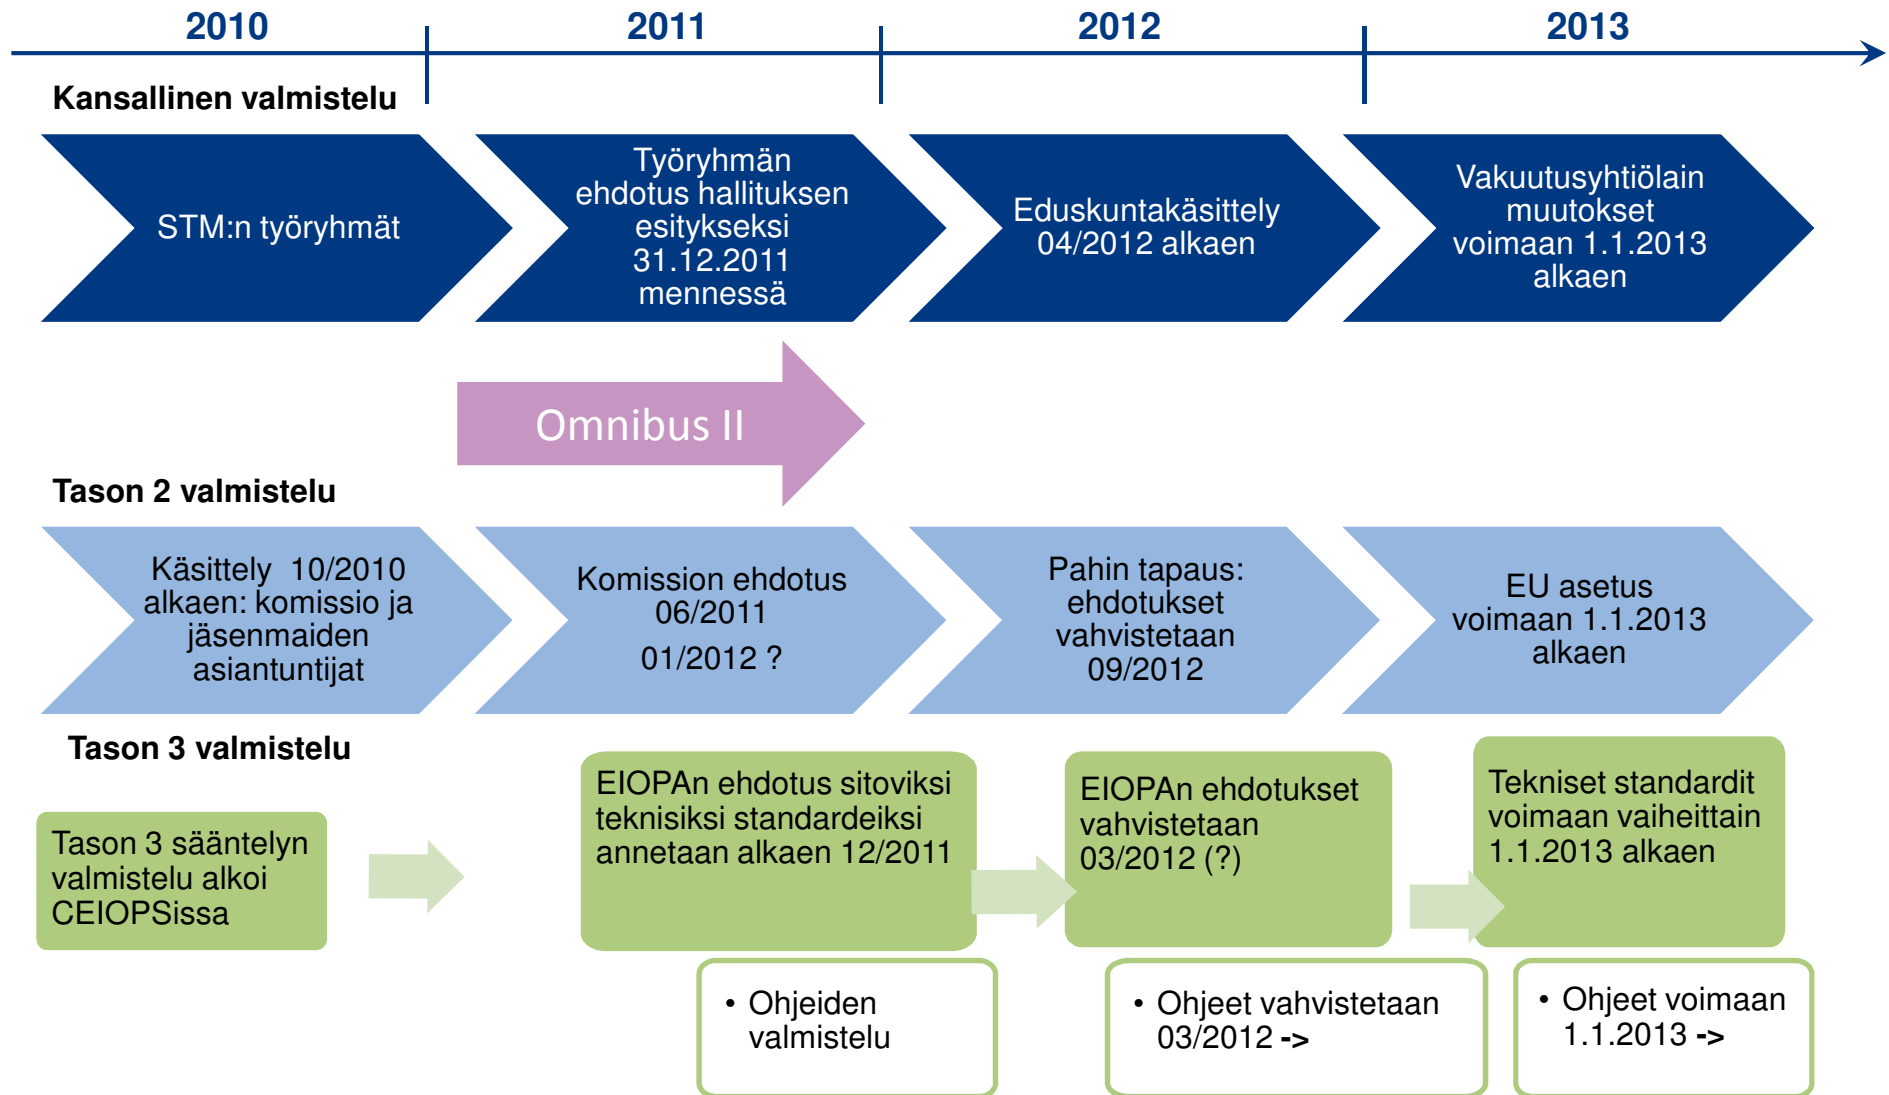 2010
2011
2012
2013
Kansallinen valmistelu
STM:n työryhmät
Työryhmän
ehdotus hallituksen
esitykseksi
31.12.2011
mennessä
Eduskuntakäsittely
04/2012 alkaen
Vakuutusyhtiölain
muutokset
voimaan 1.1.2013
alkaen
Omnibus II
Tason 2 valmistelu
Käsittely 10/2010
alkaen: komissio ja
jäsenmaiden
asiantuntijat
Komission ehdotus
06/2011
01/2012 ?
Pahin tapaus:
ehdotukset
vahvistetaan
09/2012
EU asetus
voimaan 1.1.2013
alkaen
Tason 3 valmistelu
Tason 3 sääntelyn
valmistelu alkoi
CEIOPSissa
EIOPAn ehdotus sitoviksi
teknisiksi standardeiksi
annetaan alkaen 12/2011
EIOPAn ehdotukset
vahvistetaan
03/2012 (?)
Tekniset standardit
voimaan vaiheittain
1.1.2013 alkaen
• Ohjeiden
valmistelu
• Ohjeet vahvistetaan
03/2012 ->
• Ohjeet voimaan
1.1.2013 ->